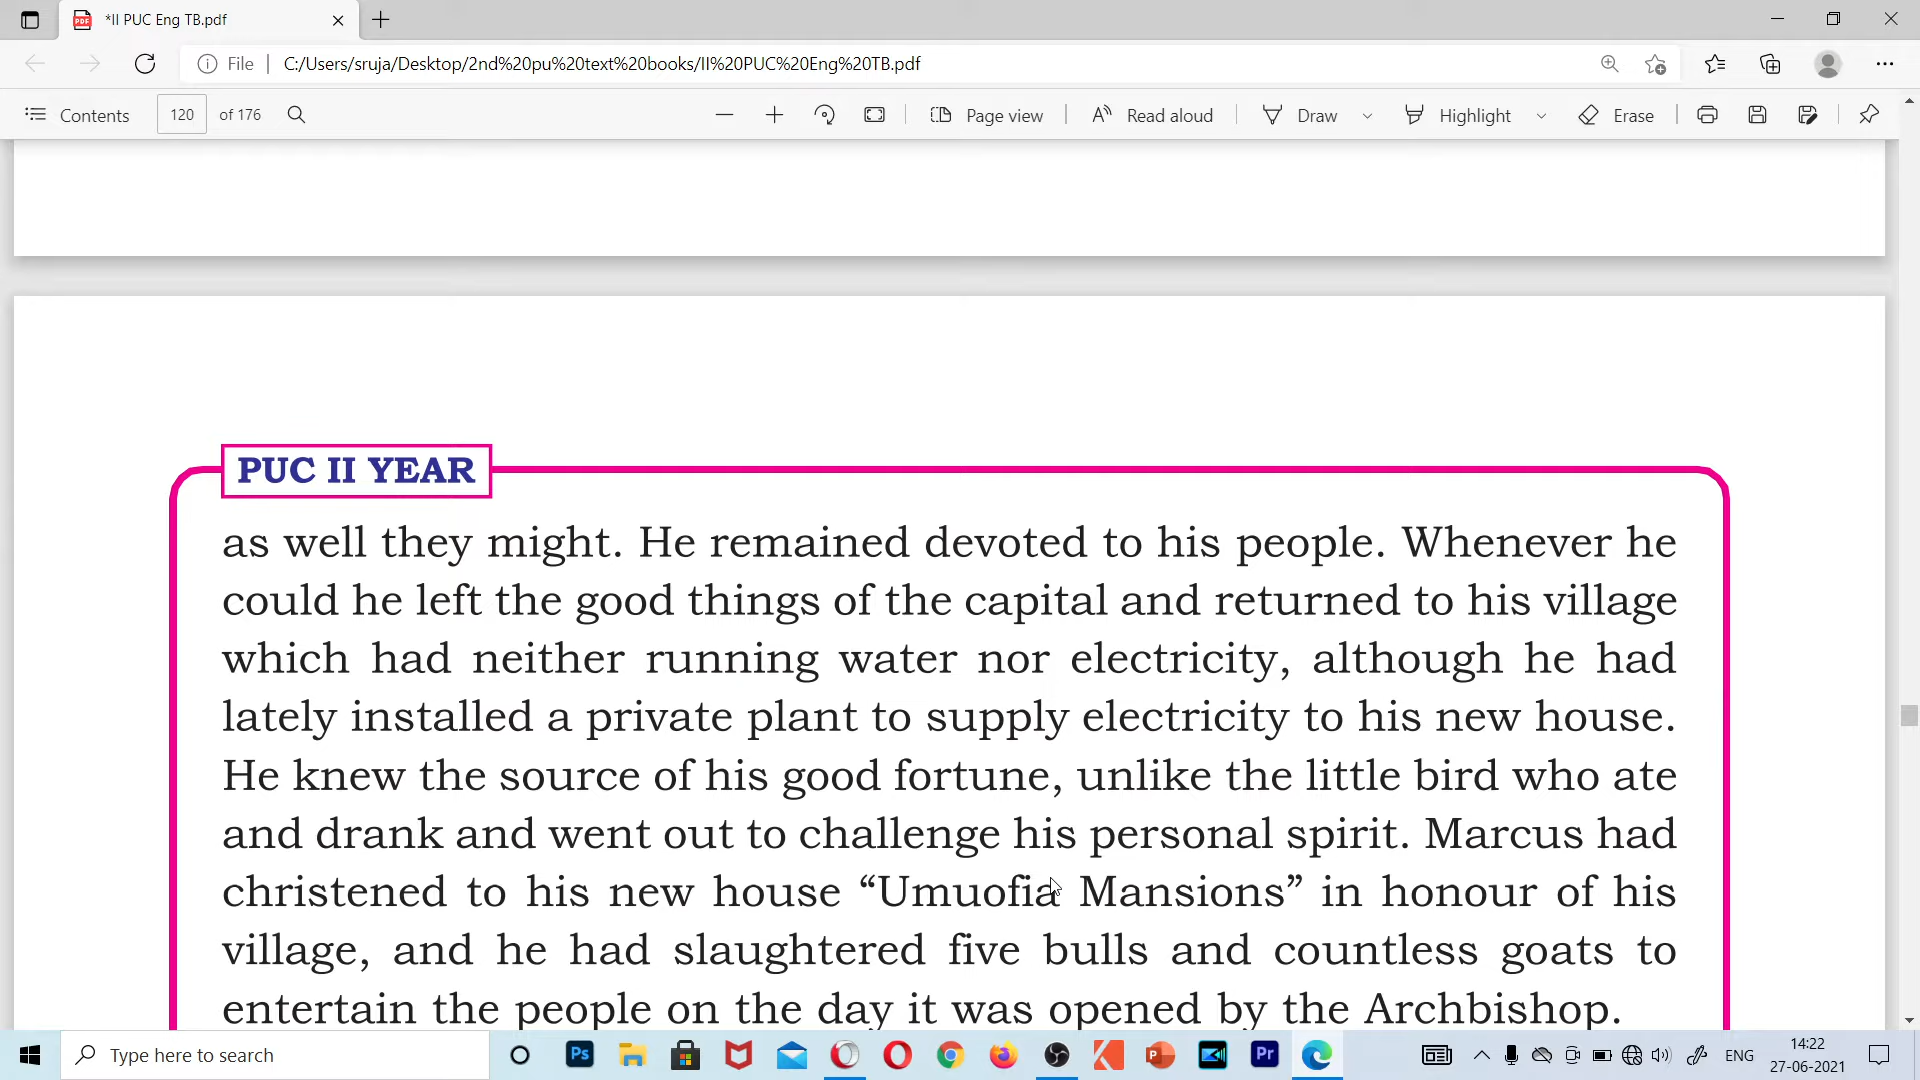 *II PUC Eng TB.pdf
File C:/Users/sruja/Desktop/2nd%20pu%20text%20books/II%20PUC%20Eng%20TB.pdf
Contents 120 of 176 Page view Read aloud Draw Highlight Erase
PUC II YEAR
as well they might. He remained devoted to his people. Whenever he
could he left the good things of the capital and returned to his village
which had neither running water nor electricity, although he had
lately installed a private plant to supply electricity to his new house.
He knew the source of his good fortune, unlike the little bird who ate
and drank and went out to challenge his personal spirit. Marcus had
christened to his new house “Umuofia Mansions” in honour of his
village, and he had slaughtered five bulls and countless goats to
entertain the people on the day it was opened by the Archbishop.
Type here to search Ps Pr ENG 14:22
27-06-2021